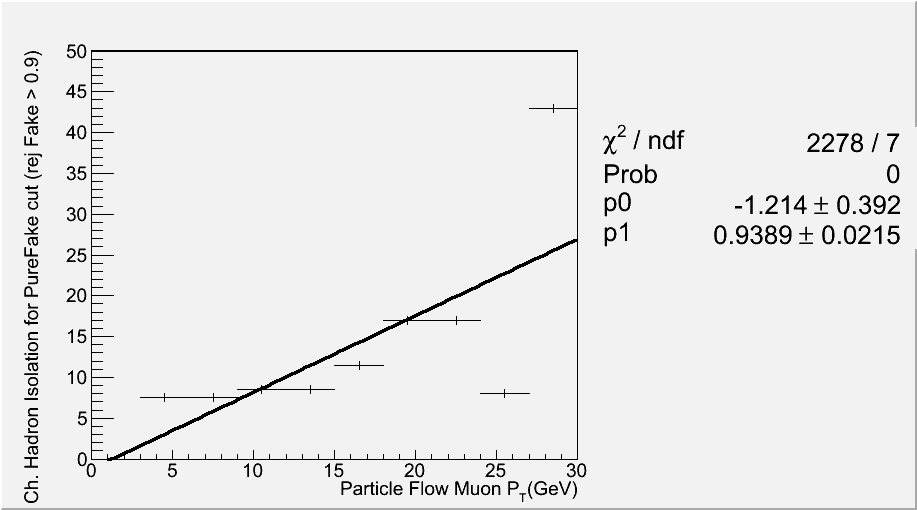 Ch. Hadron Isolation for PureFake cut (rej Fake > 0.9)
50
45
40
35
30
25
20
15
10
5
0
0 5 10 15 20 25 30
Particle Flow Muon P_T(GeV)
χ² / ndf 2278 / 7
Prob 0
p0 -1.214 ± 0.392
p1 0.9389 ± 0.0215